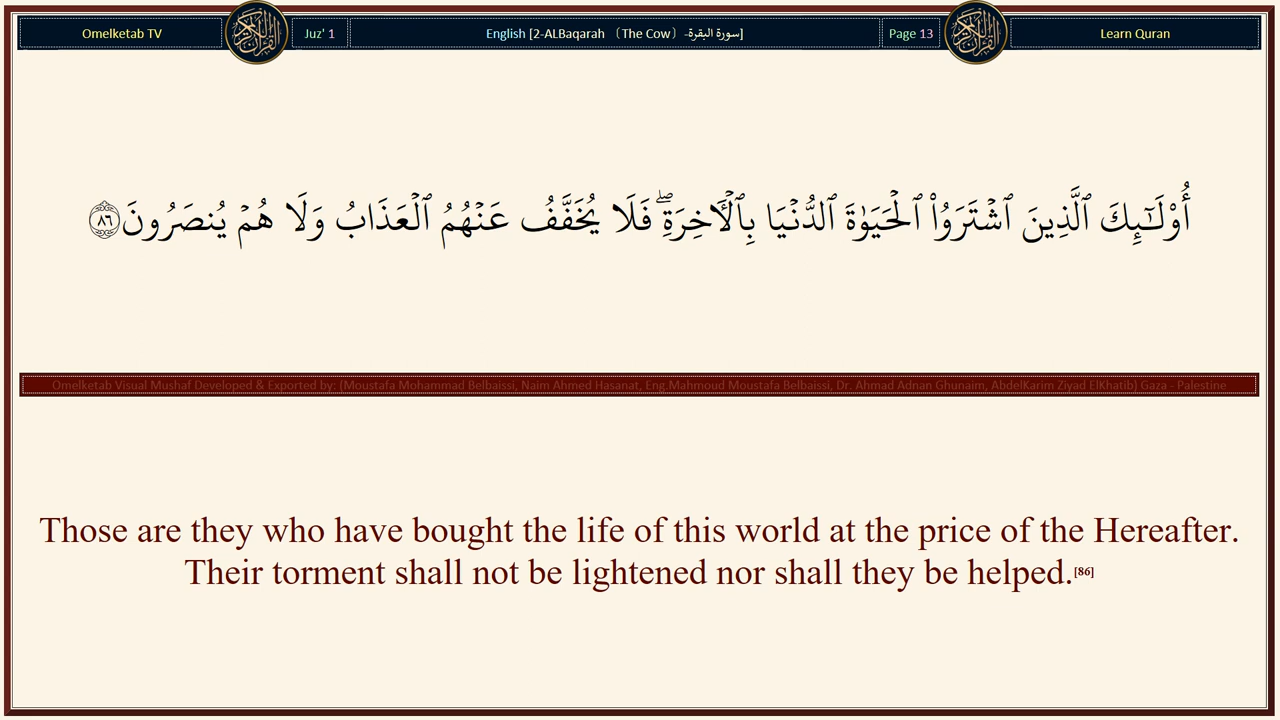 Omelketab TV
Juz' 1
English [2-ALBaqarah （The Cow） -سورة البقرة]
Page 13
Learn Quran
أُوْلَـٰٓئِكَ ٱلَّذِينَ ٱشۡتَرَوُاْ ٱلۡحَيَوٰةَ ٱلدُّنۡيَا بِٱلۡأٓخِرَةِۖ فَلَا يُخَفَّفُ عَنۡهُمُ ٱلۡعَذَابُ وَلَا هُمۡ يُنصَرُونَ ٨٦
Omelketab Visual Mushaf Developed & Exported by: (Moustafa Mohammad Belbaissi, Naim Ahmed Hasanat, Eng.Mahmoud Moustafa Belbaissi, Dr. Ahmad Adnan Ghunaim, AbdelKarim Ziyad ElKhatib) Gaza - Palestine
Those are they who have bought the life of this world at the price of the Hereafter.
Their torment shall not be lightened nor shall they be helped.[86]